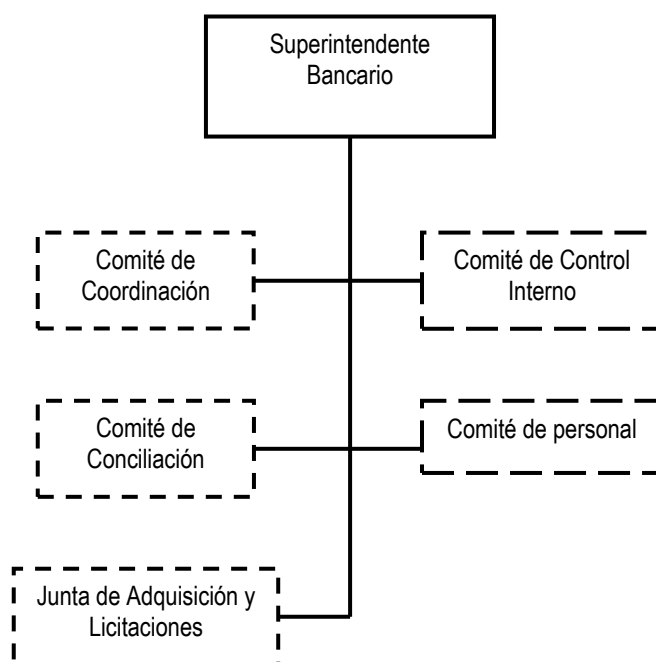 Superintendente
Bancario
Comité de
Coordinación
Comité de Control
Interno
Comité de
Conciliación
Comité de personal
Junta de Adquisición y
Licitaciones